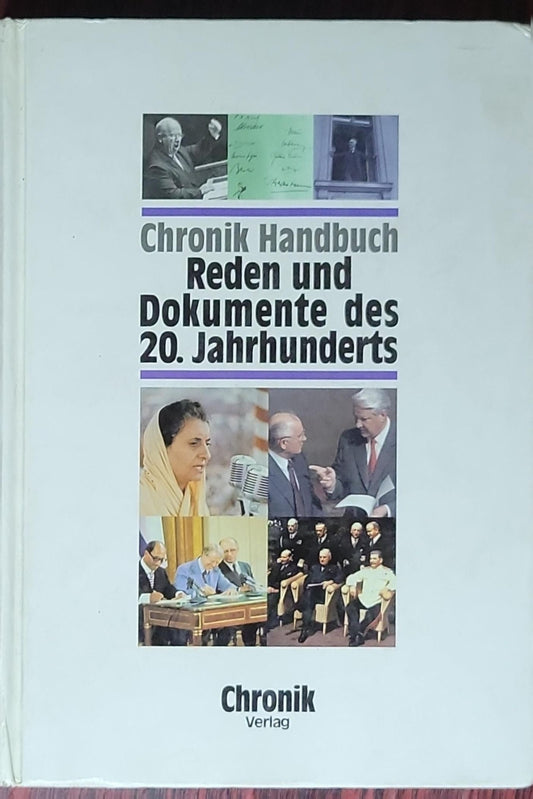 Chronik Handbuch
Reden und
Dokumente des
20. Jahrhunderts
Chronik
Verlag